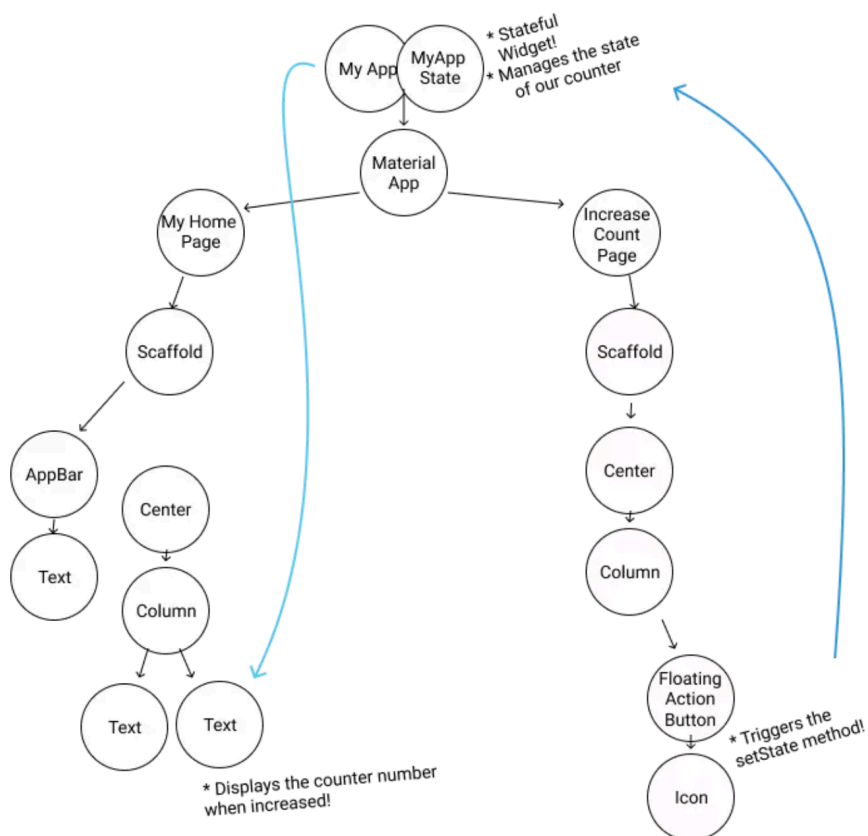 My App
MyApp
State
* Stateful
Widget!
* Manages the state
of our counter
Material
App
My Home
Page
Increase
Count
Page
Scaffold
Scaffold
AppBar
Center
Center
Text
Column
Column
Text
Text
Floating
Action
Button
* Triggers the
setState method!
* Displays the counter number
when increased!
Icon